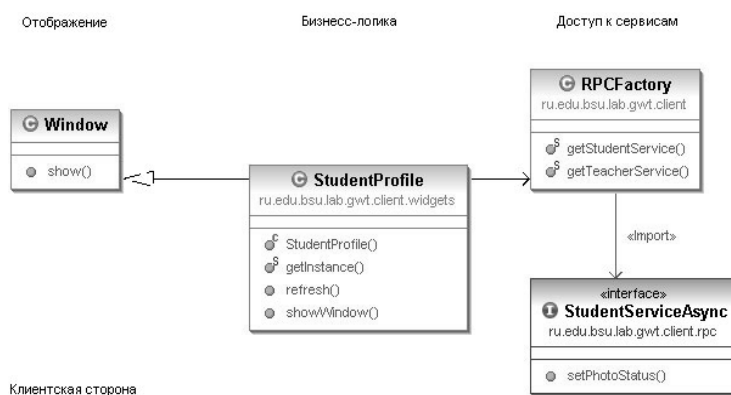 Отображение
Бизнесс-логика
Доступ к сервисам
C Window
show()
C StudentProfile
ru.edu.bsu.lab.gwt.client.widgets
C StudentProfile()
S getInstance()
refresh()
showWindow()
C RPCFactory
ru.edu.bsu.lab.gwt.client
S getStudentService()
S getTeacherService()
«Import»
«interface»
I StudentServiceAsync
ru.edu.bsu.lab.gwt.client.rpc
setPhotoStatus()
Клиентская сторона